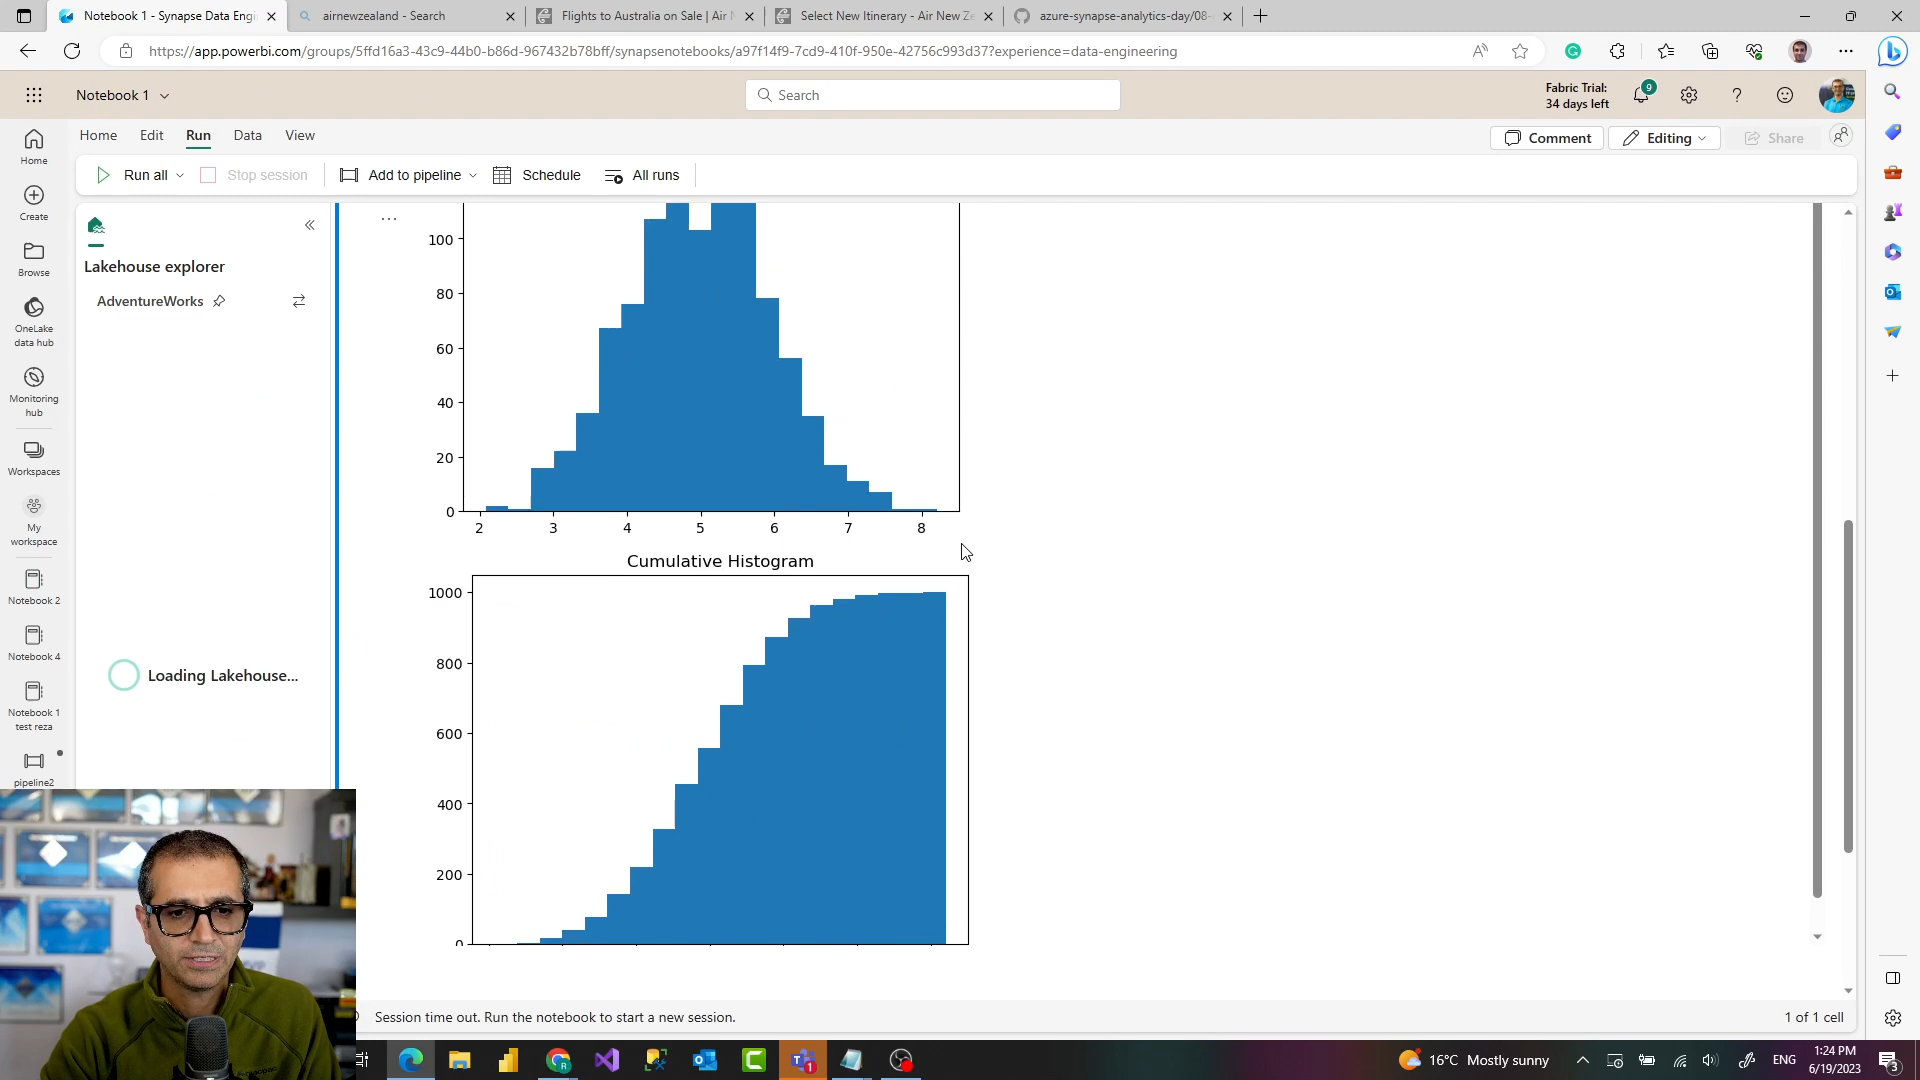 Notebook 1 - Synapse Data Engi
airnewzealand - Search
Flights to Australia on Sale | Air N
Select New Itinerary - Air New Ze
azure-synapse-analytics-day/08-
https://app.powerbi.com/groups/5ffd16a3-43c9-44b0-b86d-967432b78bff/synapsenotebooks/a97f14f9-7cd9-410f-950e-42756c993d37?experience=data-engineering
Notebook 1
Search
Fabric Trial:
34 days left
9
Home Edit Run Data View
Comment
Editing
Share
Run all
Stop session
Add to pipeline
Schedule
All runs
Home
Create
Browse
OneLake
data hub
Monitoring
hub
Workspaces
My
workspace
Notebook 2
Notebook 4
Notebook 1
test reza
pipeline2
Lakehouse explorer
AdventureWorks
Loading Lakehouse...
100
80
60
40
20
0
2 3 4 5 6 7 8
Cumulative Histogram
1000
800
600
400
200
0
Session time out. Run the notebook to start a new session.
1 of 1 cell
16°C Mostly sunny
ENG
1:24 PM
6/19/2023
3
1